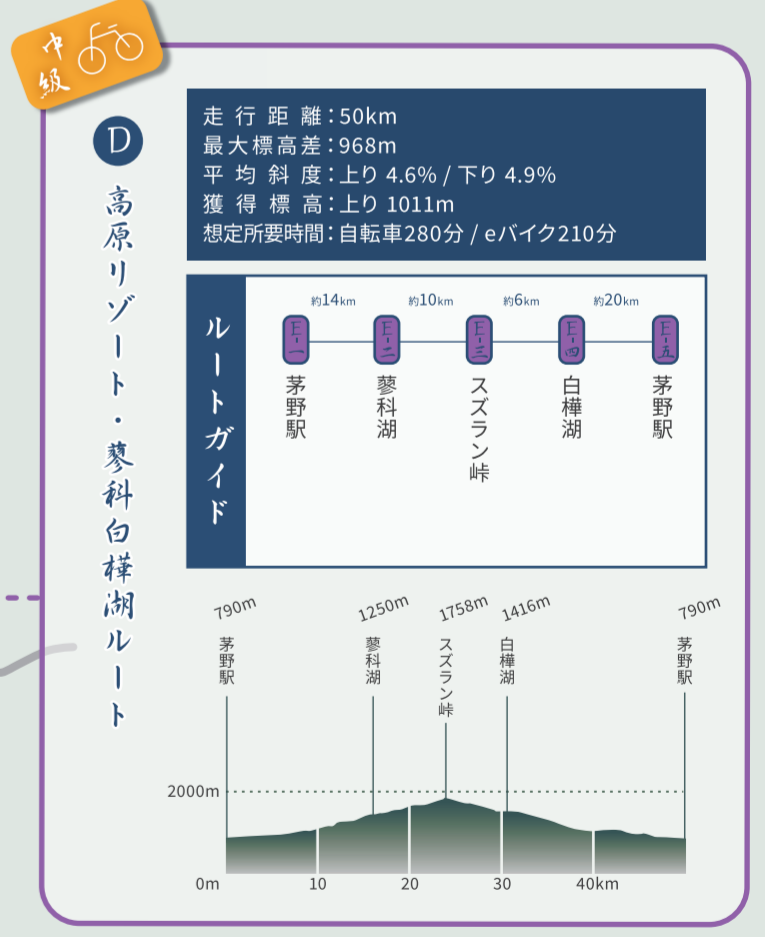 中級
D
高原リゾート・蓼科白樺湖ルート
走行距離：50km
最大標高差：968m
平均斜度：上り 4.6% / 下り 4.9%
獲得標高：上り 1011m
想定所要時間：自転車280分 / eバイク210分
ルートガイド
約14km 約10km 約6km 約20km
E-一 E-二 E-三 E-四 E-五
茅野駅
蓼科湖
スズラン峠
白樺湖
茅野駅
790m 1250m 1758m 1416m 790m
茅野駅
蓼科湖
スズラン峠
白樺湖
茅野駅
2000m
0m 10 20 30 40km